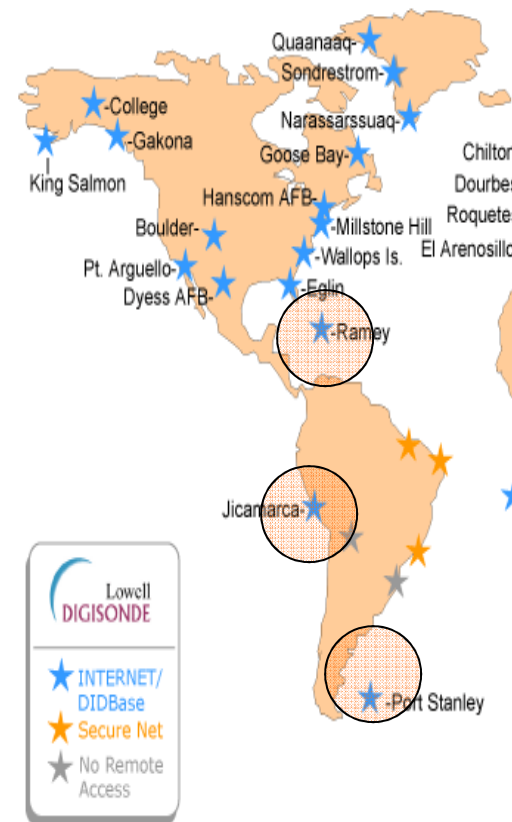 Quaanaaq-
Sondrestrom-
-College
Narassarssuaq-
-Gakona
Goose Bay-
Chilton
King Salmon
Dourbes
Hanscom AFB-
Roquetes
Boulder-
-Millstone Hill
El Arenosillo
-Wallops Is.
Pt. Arguello-
Dyess AFB-
-Eglin
-Ramey
Jicamarca-
-Port Stanley
Lowell
DIGISONDE
INTERNET/
DIDBase
Secure Net
No Remote
Access